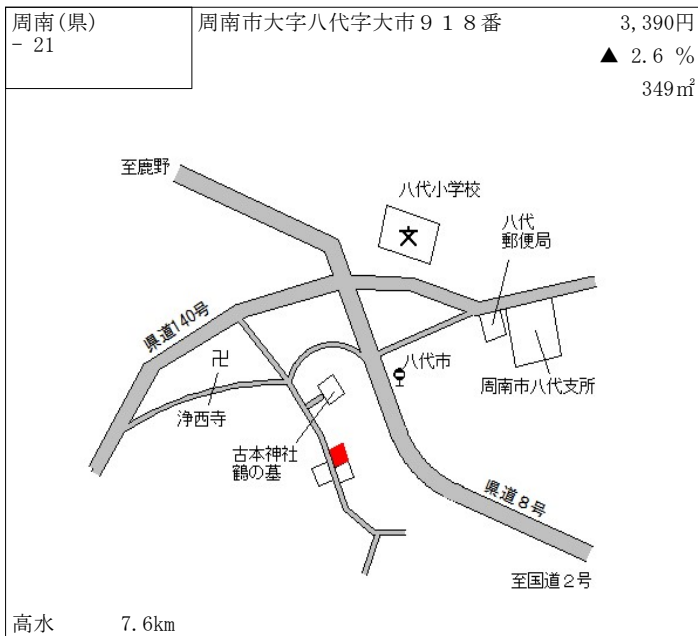 周南(県)
- 21
周南市大字八代字大市９１８番
3,390円
▲ 2.6 %
349㎡
至鹿野
八代小学校
八代
郵便局
県道140号
卍
浄西寺
八代市
周南市八代支所
古本神社
鶴の墓
県道８号
至国道２号
高水 7.6km